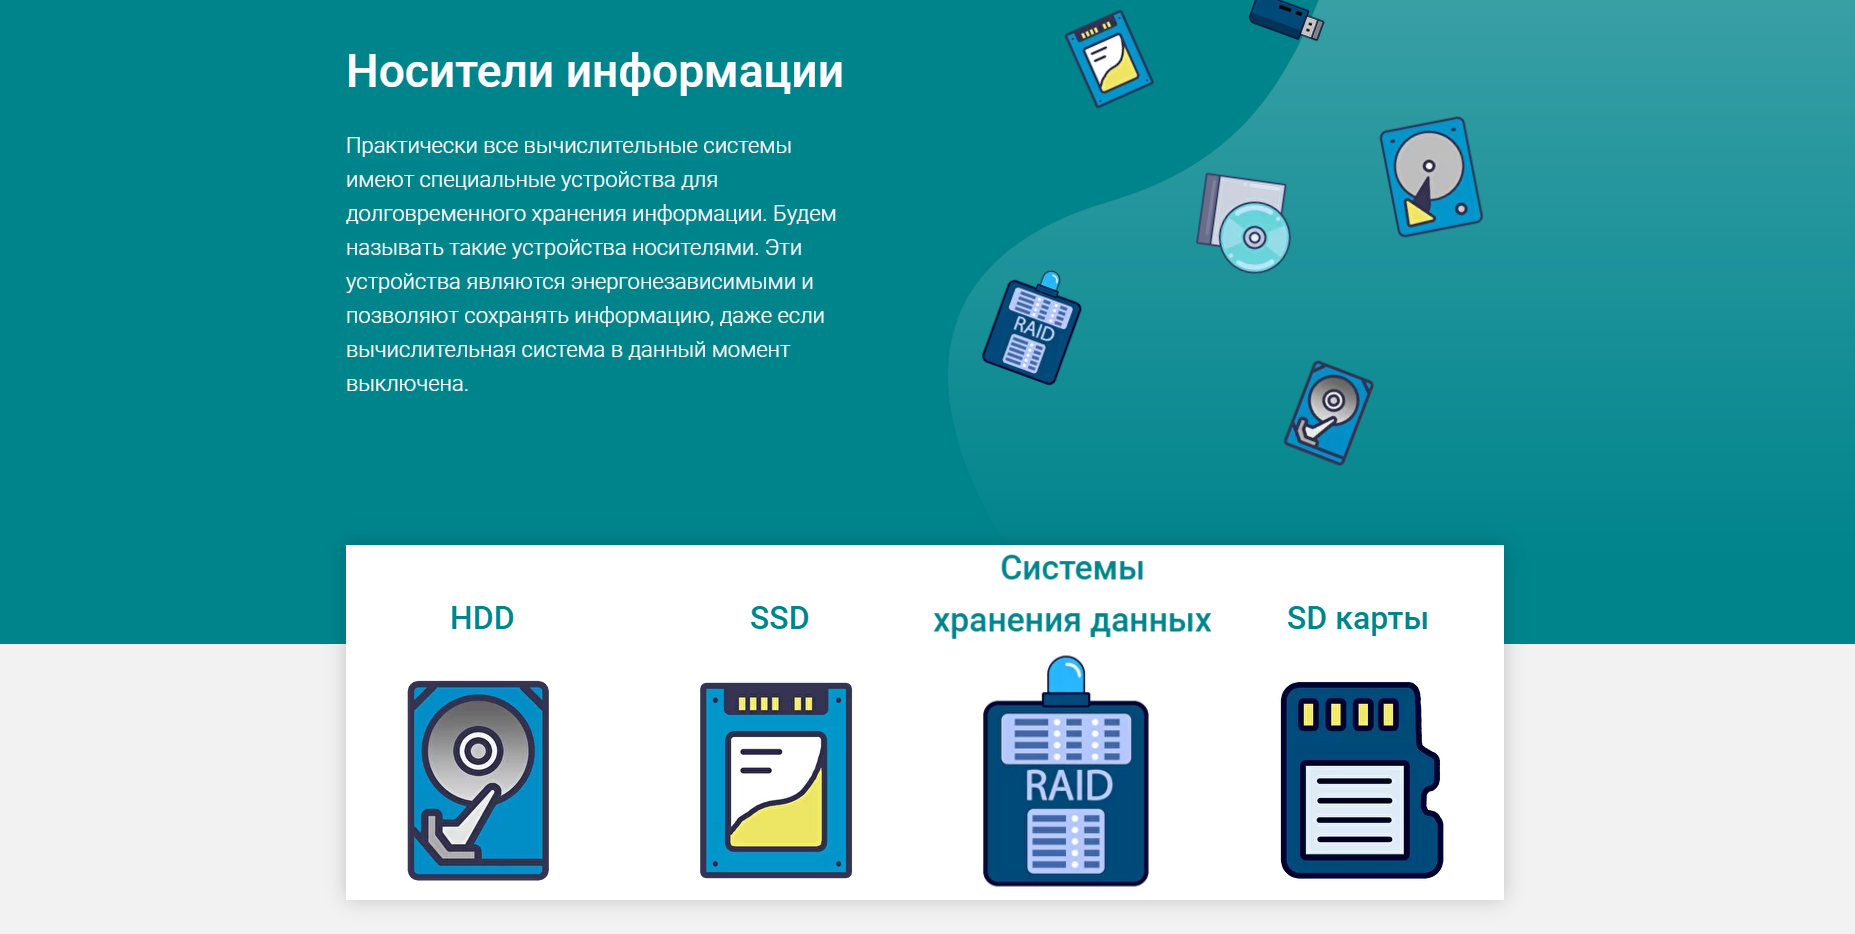 Носители информации
Практически все вычислительные системы
имеют специальные устройства для
долговременного хранения информации. Будем
называть такие устройства носителями. Эти
устройства являются энергонезависимыми и
позволяют сохранять информацию, даже если
вычислительная система в данный момент
выключена.
RAID
HDD
SSD
Системы
хранения данных
SD карты
RAID